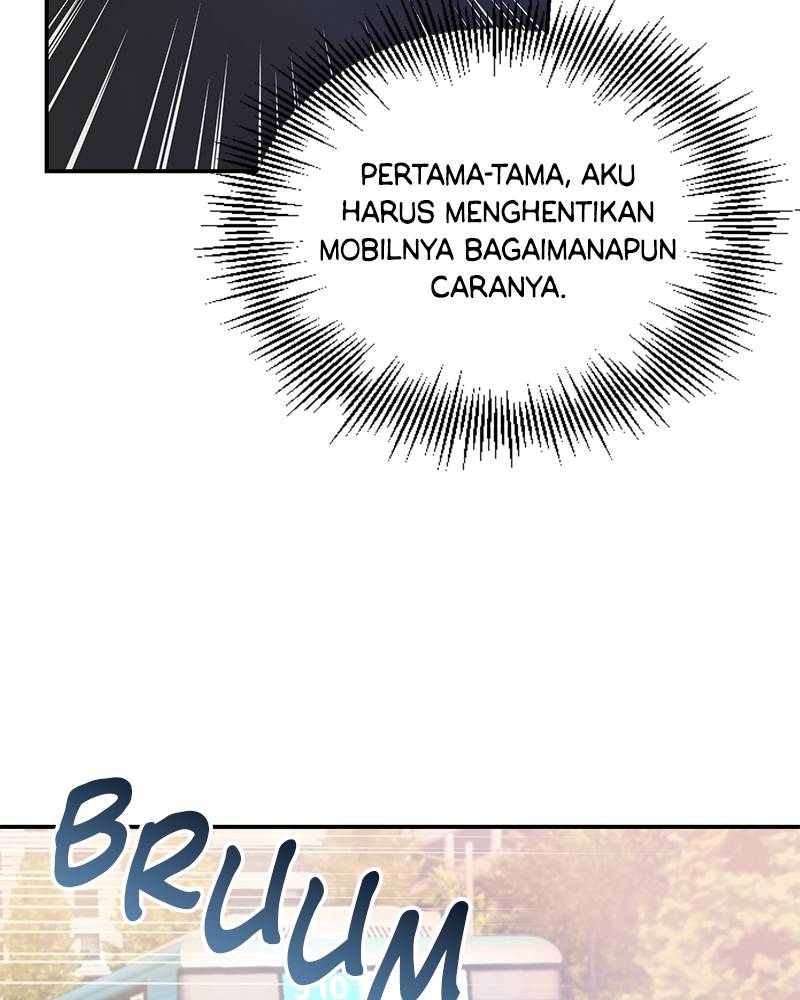 PERTAMA-TAMA, AKU
HARUS MENGHENTIKAN
MOBILNYA BAGAIMANAPUN
CARANYA.
BRUUM